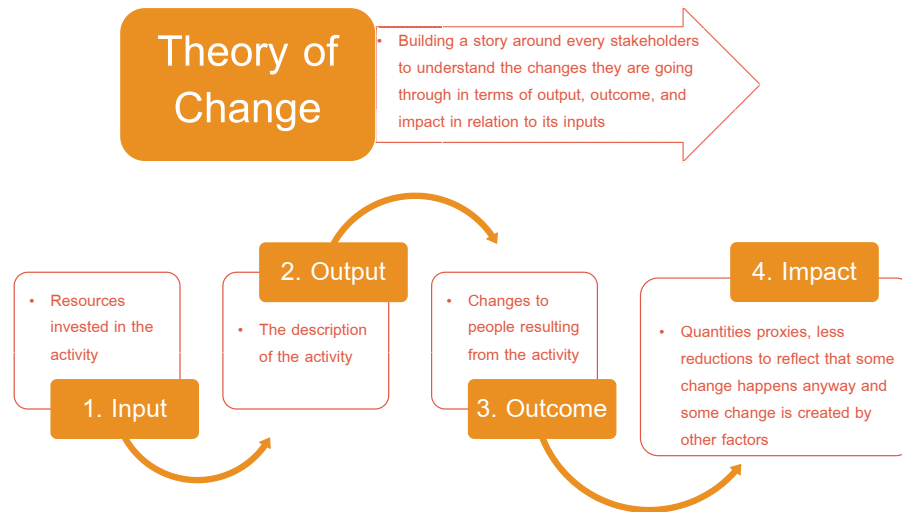 Theory of
Change
• Building a story around every stakeholders
to understand the changes they are going
through in terms of output, outcome, and
impact in relation to its inputs
• Resources
invested in the
activity
1. Input
2. Output
• The description
of the activity
• Changes to
people resulting
from the activity
3. Outcome
4. Impact
• Quantities proxies, less
reductions to reflect that some
change happens anyway and
some change is created by
other factors